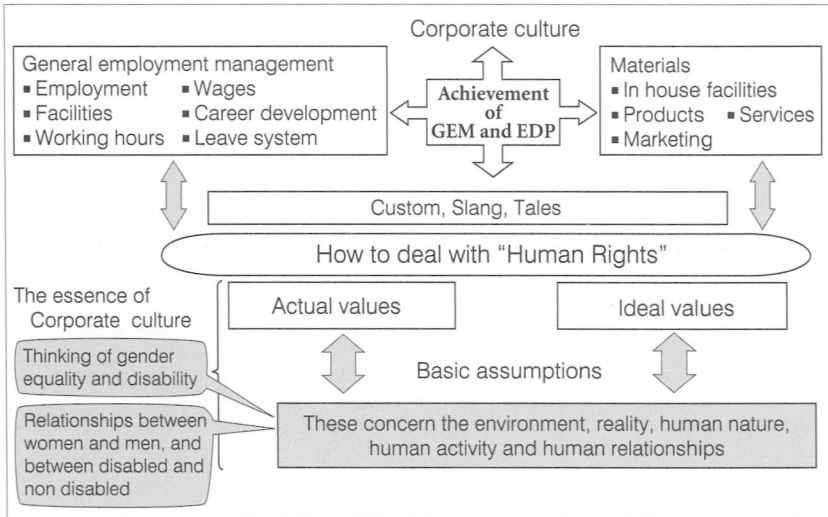 Corporate culture
General employment management
▪ Employment ▪ Wages
▪ Facilities ▪ Career development
▪ Working hours ▪ Leave system
Achievement
of
GEM and EDP
Materials
▪ In house facilities
▪ Products ▪ Services
▪ Marketing
Custom, Slang, Tales
How to deal with “Human Rights”
The essence of
Corporate culture
Actual values
Ideal values
Thinking of gender
equality and disability
Basic assumptions
Relationships between
women and men, and
between disabled and
non disabled
These concern the environment, reality, human nature,
human activity and human relationships